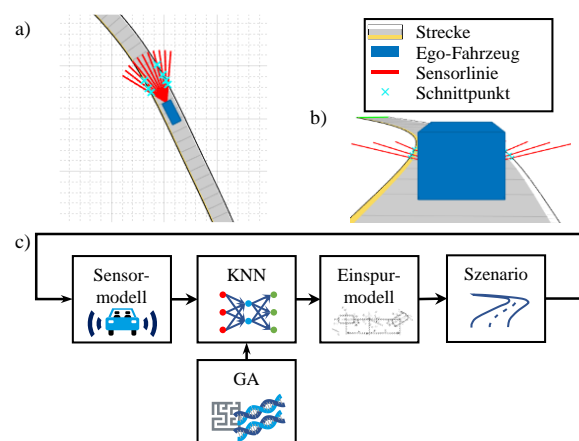 a)
Strecke
Ego-Fahrzeug
Sensorlinie
Schnittpunkt
b)
c)
Sensor-
modell
KNN
Einspur-
modell
Szenario
GA